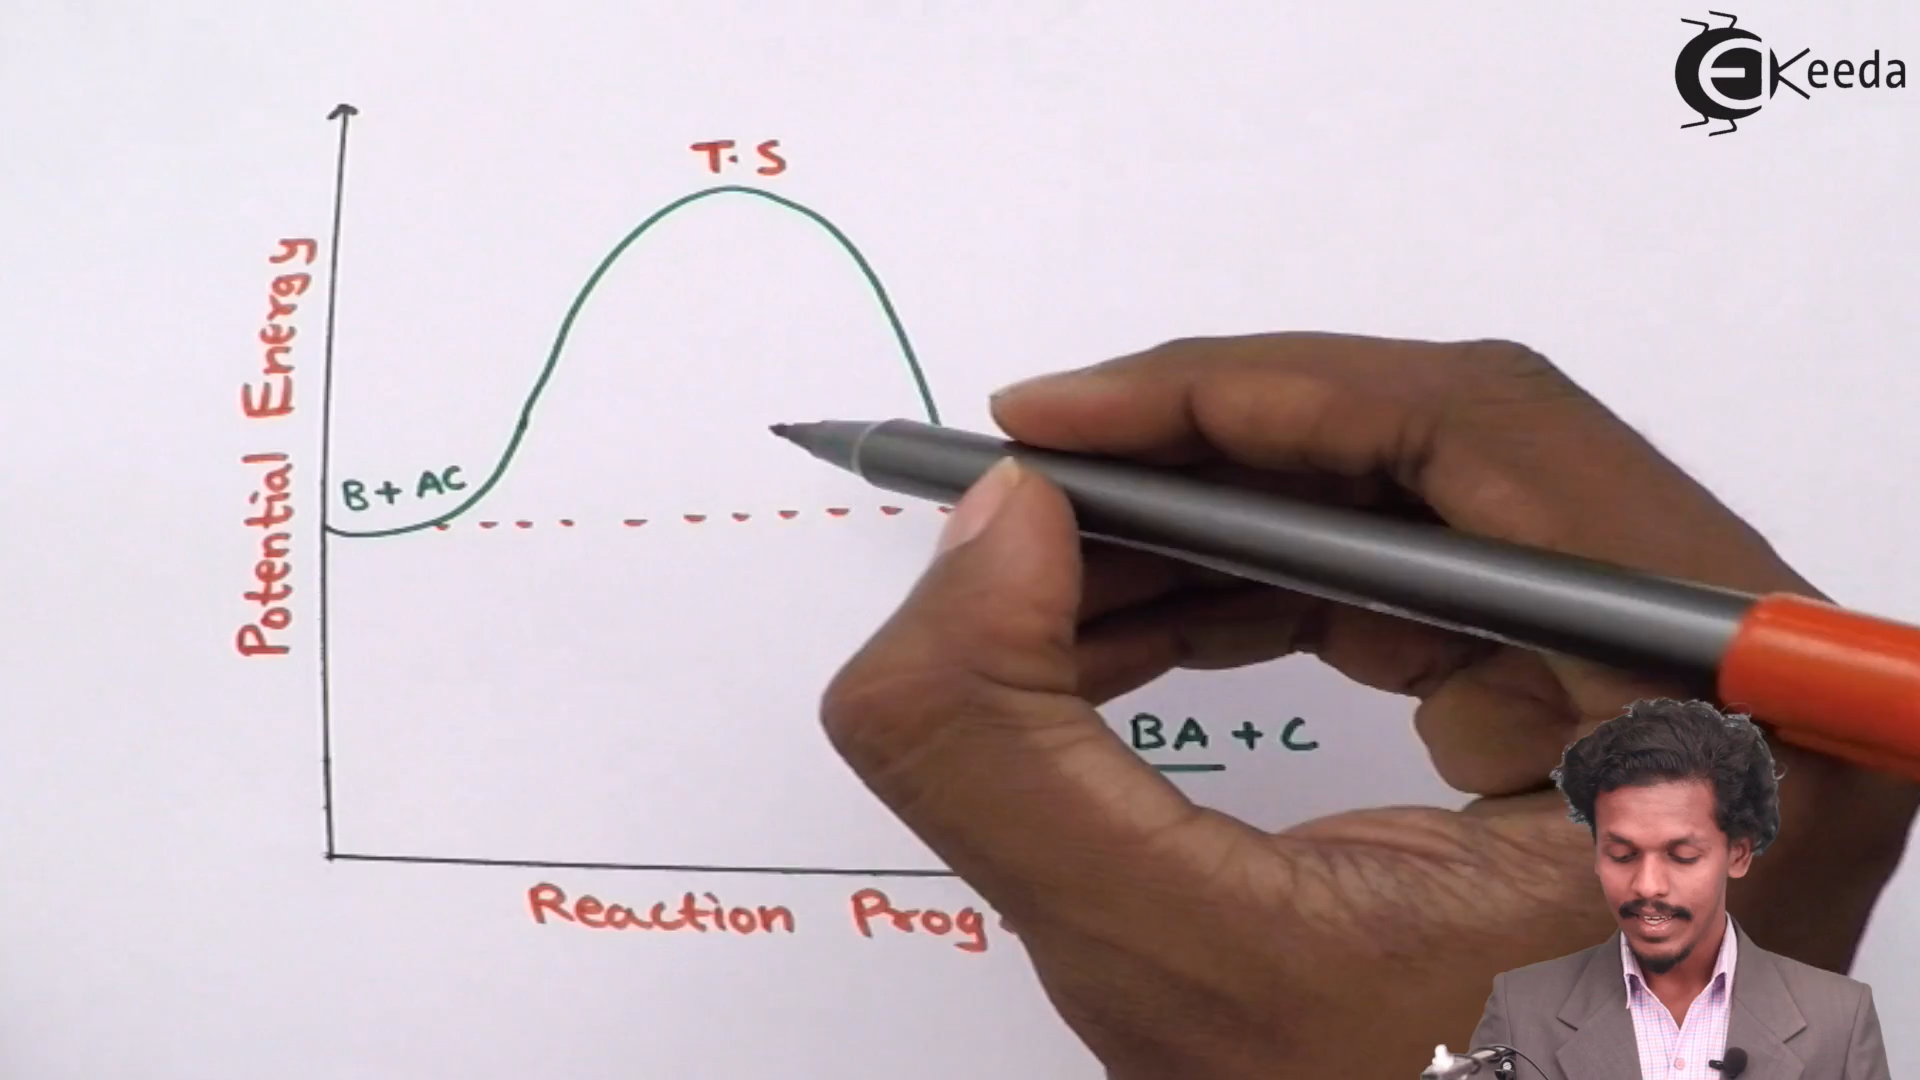 Keeda
T.S
Potential Energy
B + AC
BA + C
Reaction Prog